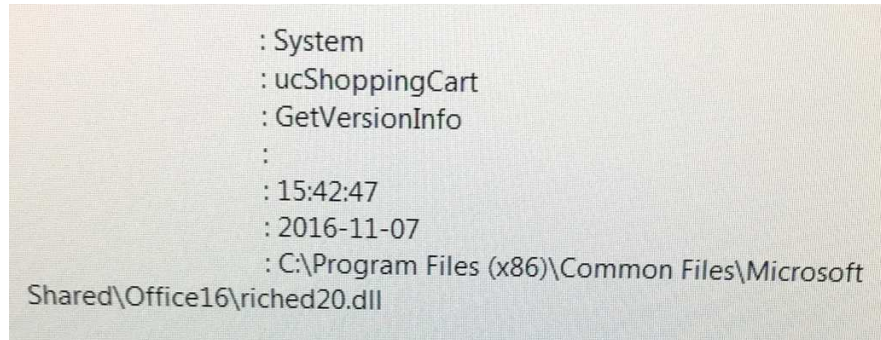 : System
: ucShoppingCart
: GetVersionInfo
:
: 15:42:47
: 2016-11-07
: C:\Program Files (x86)\Common Files\Microsoft
Shared\Office16\riched20.dll